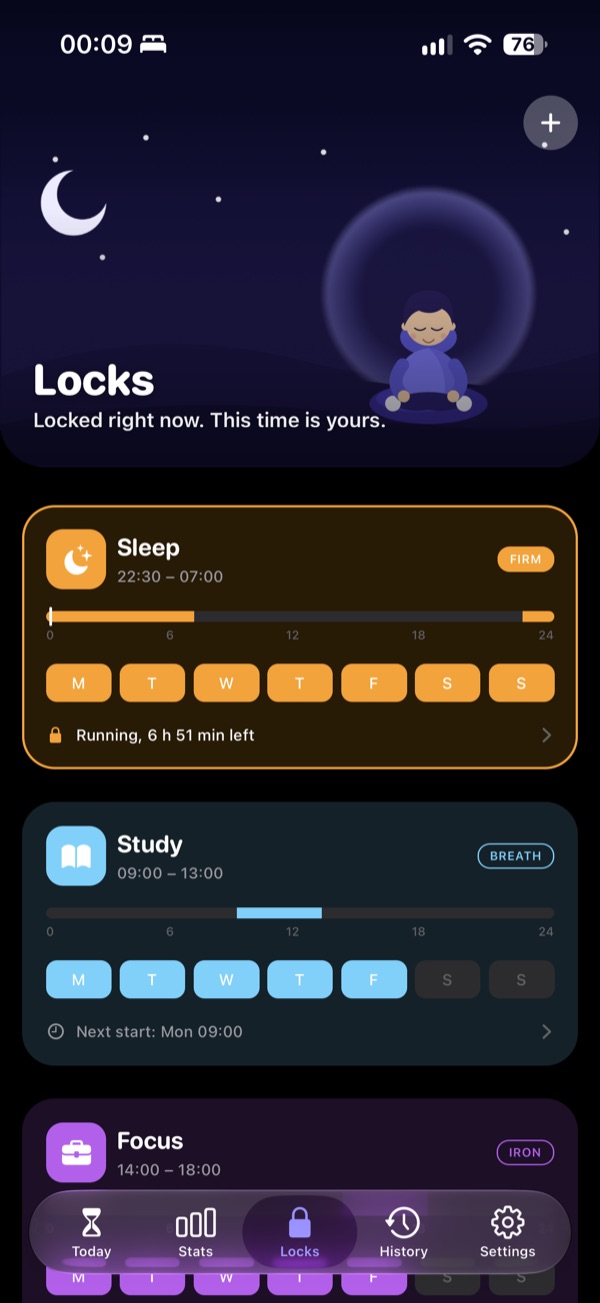 00:09
76
Locks
Locked right now. This time is yours.
Sleep
22:30 – 07:00
FIRM
0 6 12 18 24
M T W T F S S
Running, 6 h 51 min left
Study
09:00 – 13:00
BREATH
0 6 12 18 24
M T W T F S S
Next start: Mon 09:00
Focus
14:00 – 18:00
IRON
Today Stats Locks History Settings
M T W T F S S